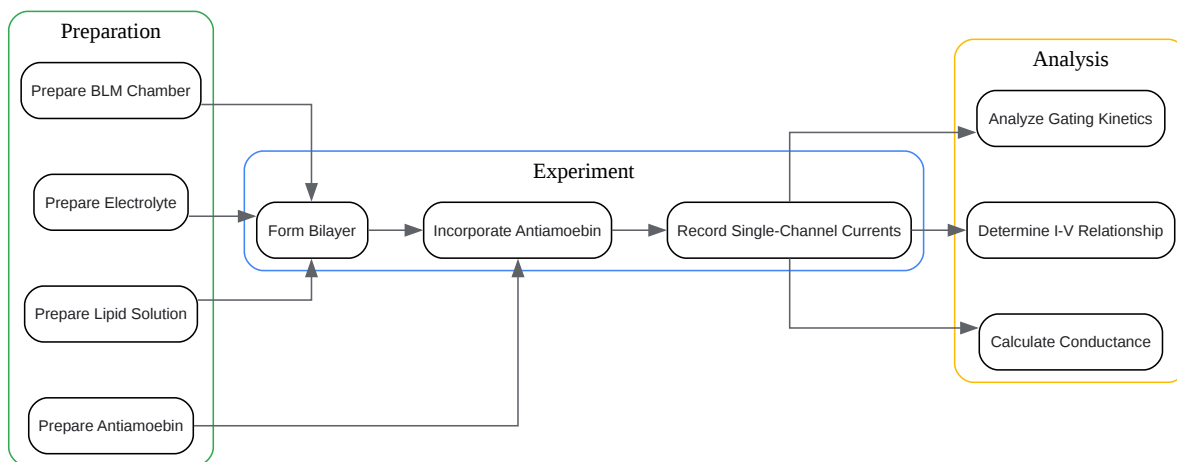 Preparation
Prepare BLM Chamber
Prepare Electrolyte
Prepare Lipid Solution
Prepare Antiamoebin
Experiment
Form Bilayer
Incorporate Antiamoebin
Record Single-Channel Currents
Analysis
Analyze Gating Kinetics
Determine I-V Relationship
Calculate Conductance